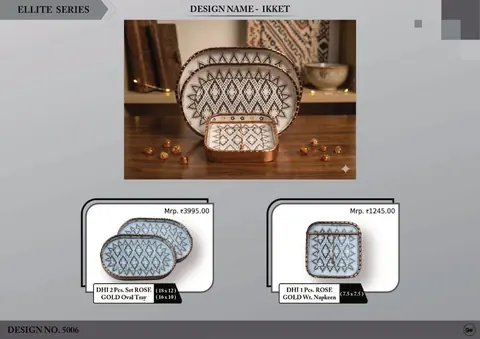 ELLITE SERIES
DESIGN NAME - IKKET
Mrp. ₹3995.00
DHI 2 Pcs. Set ROSE
GOLD Oval Tray
( 18 x 12 )
( 16 x 10 )
Mrp. ₹1245.00
DHI 1 Pcs. ROSE
GOLD Wt. Napkeen
( 7.5 x 7.5 )
DESIGN NO. 5006